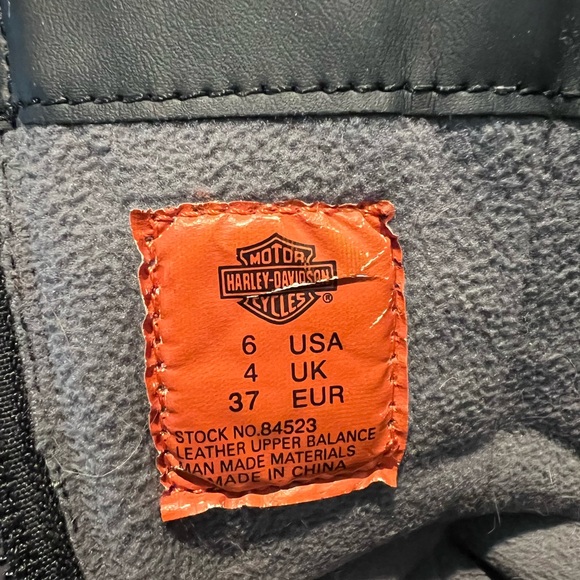 MOTOR
HARLEY-DAVIDSON
CYCLES®
6 USA
4 UK
37 EUR
STOCK NO.84523
LEATHER UPPER BALANCE
MAN MADE MATERIALS
MADE IN CHINA